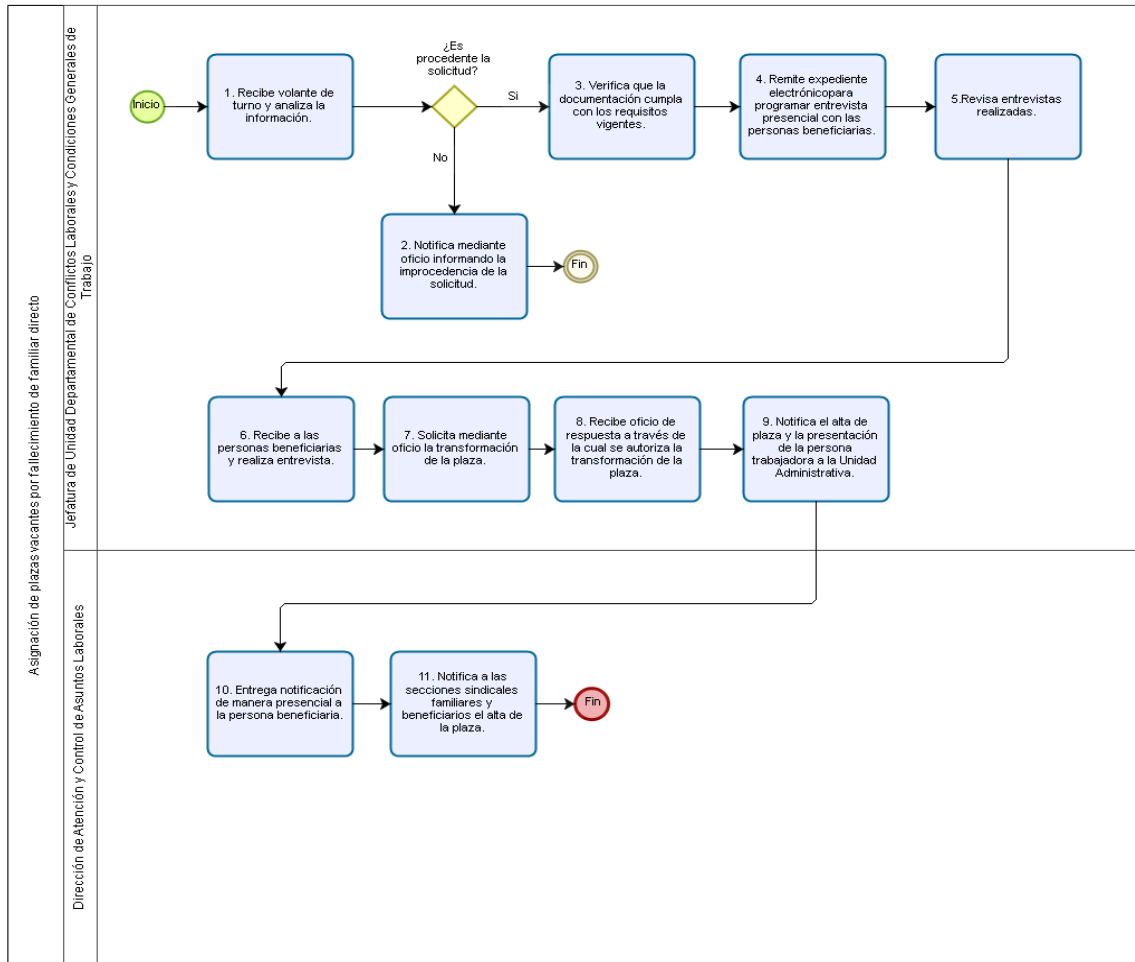 Asignación de plazas vacantes por fallecimiento de familiar directo
Jefatura de Unidad Departamental de Conflictos Laborales y Condiciones Generales de
Trabajo
Inicio
1. Recibe volante de
turno y analiza la
información.
¿Es
procedente la
solicitud?
Si
No
2. Notifica mediante
oficio informando la
improcedencia de la
solicitud.
Fin
3. Verifica que la
documentación cumpla
con los requisitos
vigentes.
4. Remite expediente
electrónicopara
programar entrevista
presencial con las
personas beneficiarias.
5.Revisa entrevistas
realizadas.
6. Recibe a las
personas beneficiarias
y realiza entrevista.
7. Solicita mediante
oficio la transformación
de la plaza.
8. Recibe oficio de
respuesta a través de
la cual se autoriza la
transformación de la
plaza.
9. Notifica el alta de
plaza y la presentación
de la persona
trabajadora a la Unidad
Administrativa.
Dirección de Atención y Control de Asuntos Laborales
10. Entrega notificación
de manera presencial a
la persona beneficiaria.
11. Notifica a las
secciones sindicales
familiares y
beneficiarios el alta de
la plaza.
Fin